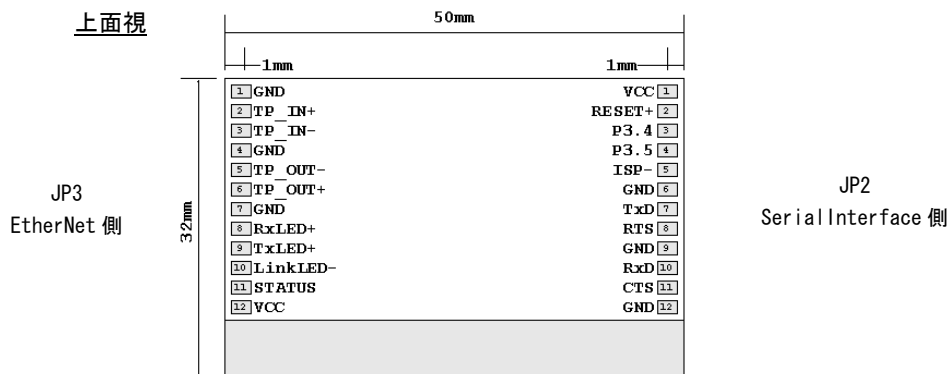 上面視
50mm
1mm
1mm
1 GND
2 TP_IN+
3 TP_IN-
4 GND
5 TP_OUT-
6 TP_OUT+
7 GND
8 RxLED+
9 TxLED+
10 LinkLED-
11 STATUS
12 VCC
VCC 1
RESET+ 2
P3.4 3
P3.5 4
ISP- 5
GND 6
TxD 7
RTS 8
GND 9
RxD 10
CTS 11
GND 12
32mm
JP3
EtherNet 側
JP2
SerialInterface 側